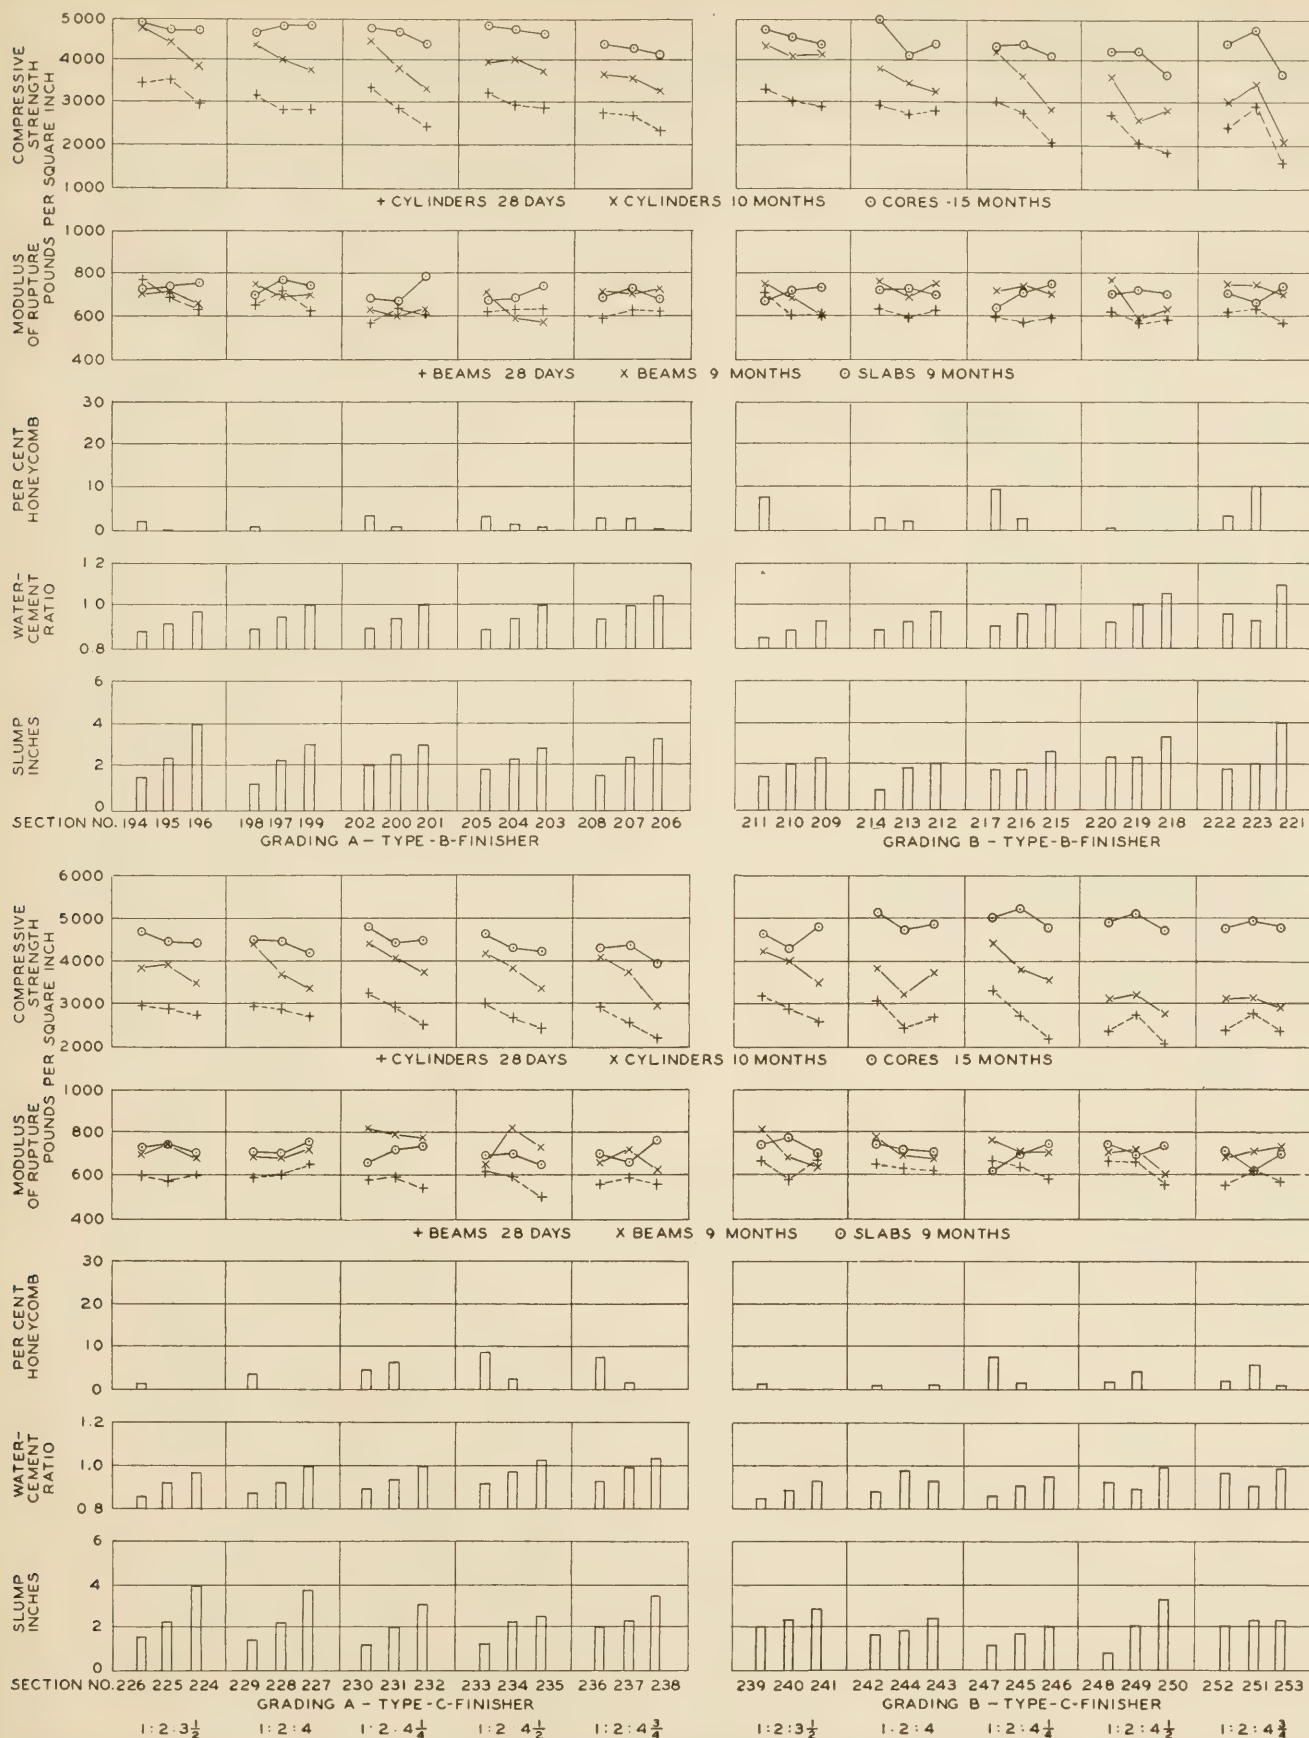 COMPRESSIVE
STRENGTH
POUNDS PER SQUARE INCH
5000
4000
3000
2000
1000
+ CYLINDERS 28 DAYS X CYLINDERS 10 MONTHS ⊙ CORES -15 MONTHS
MODULUS
OF RUPTURE
1000
800
600
400
+ BEAMS 28 DAYS X BEAMS 9 MONTHS ⊙ SLABS 9 MONTHS
PER CENT
HONEYCOMB
30
20
10
0
WATER-
CEMENT
RATIO
1.2
1.0
0.8
SLUMP
INCHES
6
4
2
0
SECTION NO. 194 195 196 198 197 199 202 200 201 205 204 203 208 207 206 211 210 209 214 213 212 217 216 215 220 219 218 222 223 221
GRADING A - TYPE-B-FINISHER GRADING B - TYPE-B-FINISHER
COMPRESSIVE
STRENGTH
POUNDS PER SQUARE INCH
6000
5000
4000
3000
2000
+ CYLINDERS 28 DAYS X CYLINDERS 10 MONTHS ⊙ CORES 15 MONTHS
MODULUS
OF RUPTURE
1000
800
600
400
+ BEAMS 28 DAYS X BEAMS 9 MONTHS ⊙ SLABS 9 MONTHS
PER CENT
HONEYCOMB
30
20
10
0
WATER-
CEMENT
RATIO
1.2
1.0
0.8
SLUMP
INCHES
6
4
2
0
SECTION NO. 226 225 224 229 228 227 230 231 232 233 234 235 236 237 238 239 240 241 242 244 243 247 245 246 248 249 250 252 251 253
GRADING A - TYPE-C-FINISHER GRADING B - TYPE-C-FINISHER
1:2:3½ 1:2:4 1:2:4¼ 1:2:4½ 1:2:4¾ 1:2:3½ 1:2:4 1:2:4¼ 1:2:4½ 1:2:4¾